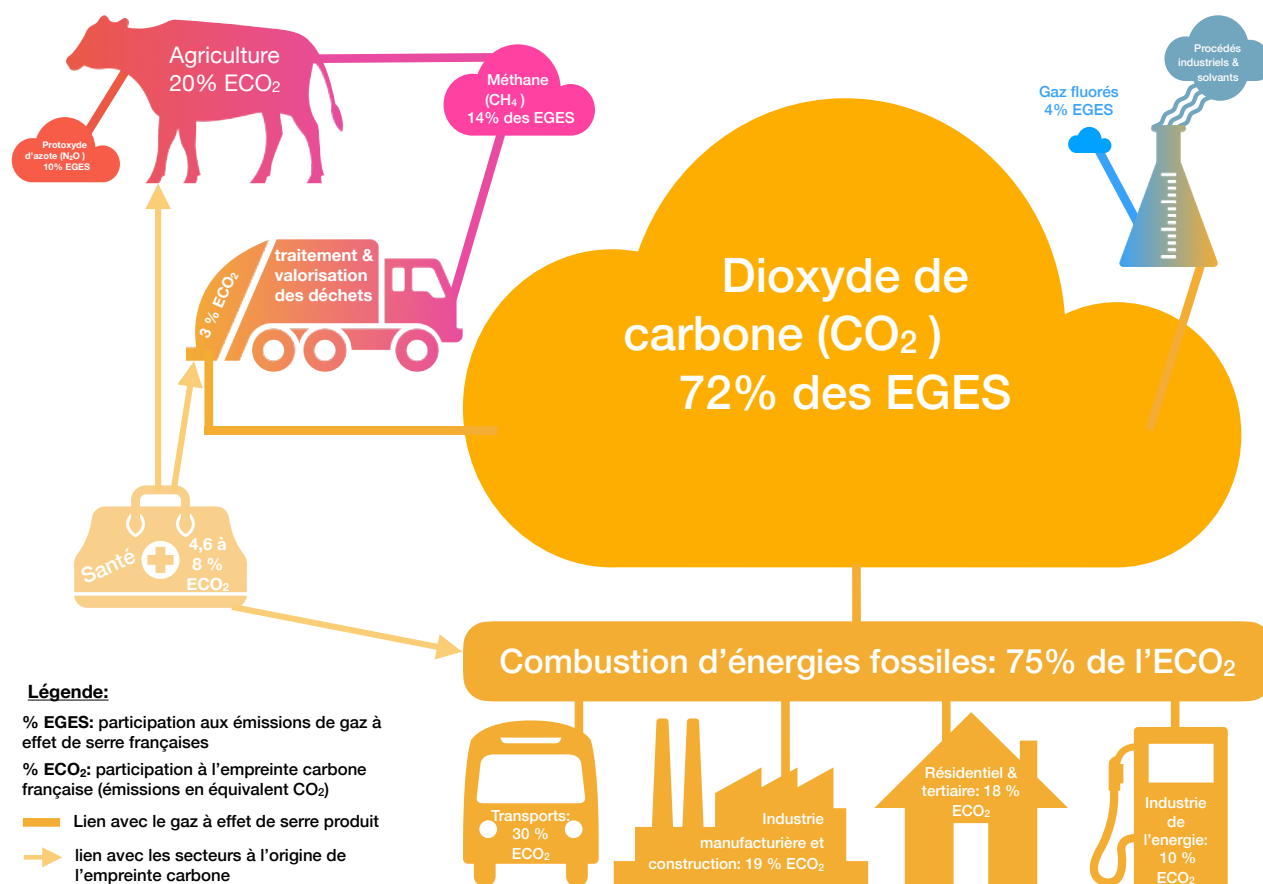 Agriculture
20% ECO₂
Méthane
(CH₄ )
14% des EGES
Protoxyde
d'azote (N₂O )
10% EGES
Procédés
industriels &
solvants
Gaz fluorés
4% EGES
3 % ECO₂
traitement &
valorisation
des déchets
Dioxyde de
carbone (CO₂ )
72% des EGES
Santé
4,6 à
8 %
ECO₂
Combustion d’énergies fossiles: 75% de l’ECO₂
Légende:
% EGES: participation aux émissions de gaz à
effet de serre françaises
% ECO₂: participation à l’empreinte carbone
française (émissions en équivalent CO₂)
Lien avec le gaz à effet de serre produit
lien avec les secteurs à l’origine de
l’empreinte carbone
Transports:
30 %
ECO₂
Industrie
manufacturière et
construction: 19 % ECO₂
Résidentiel &
tertiaire: 18 %
ECO₂
Industrie
de
l’energie:
10 %
ECO₂